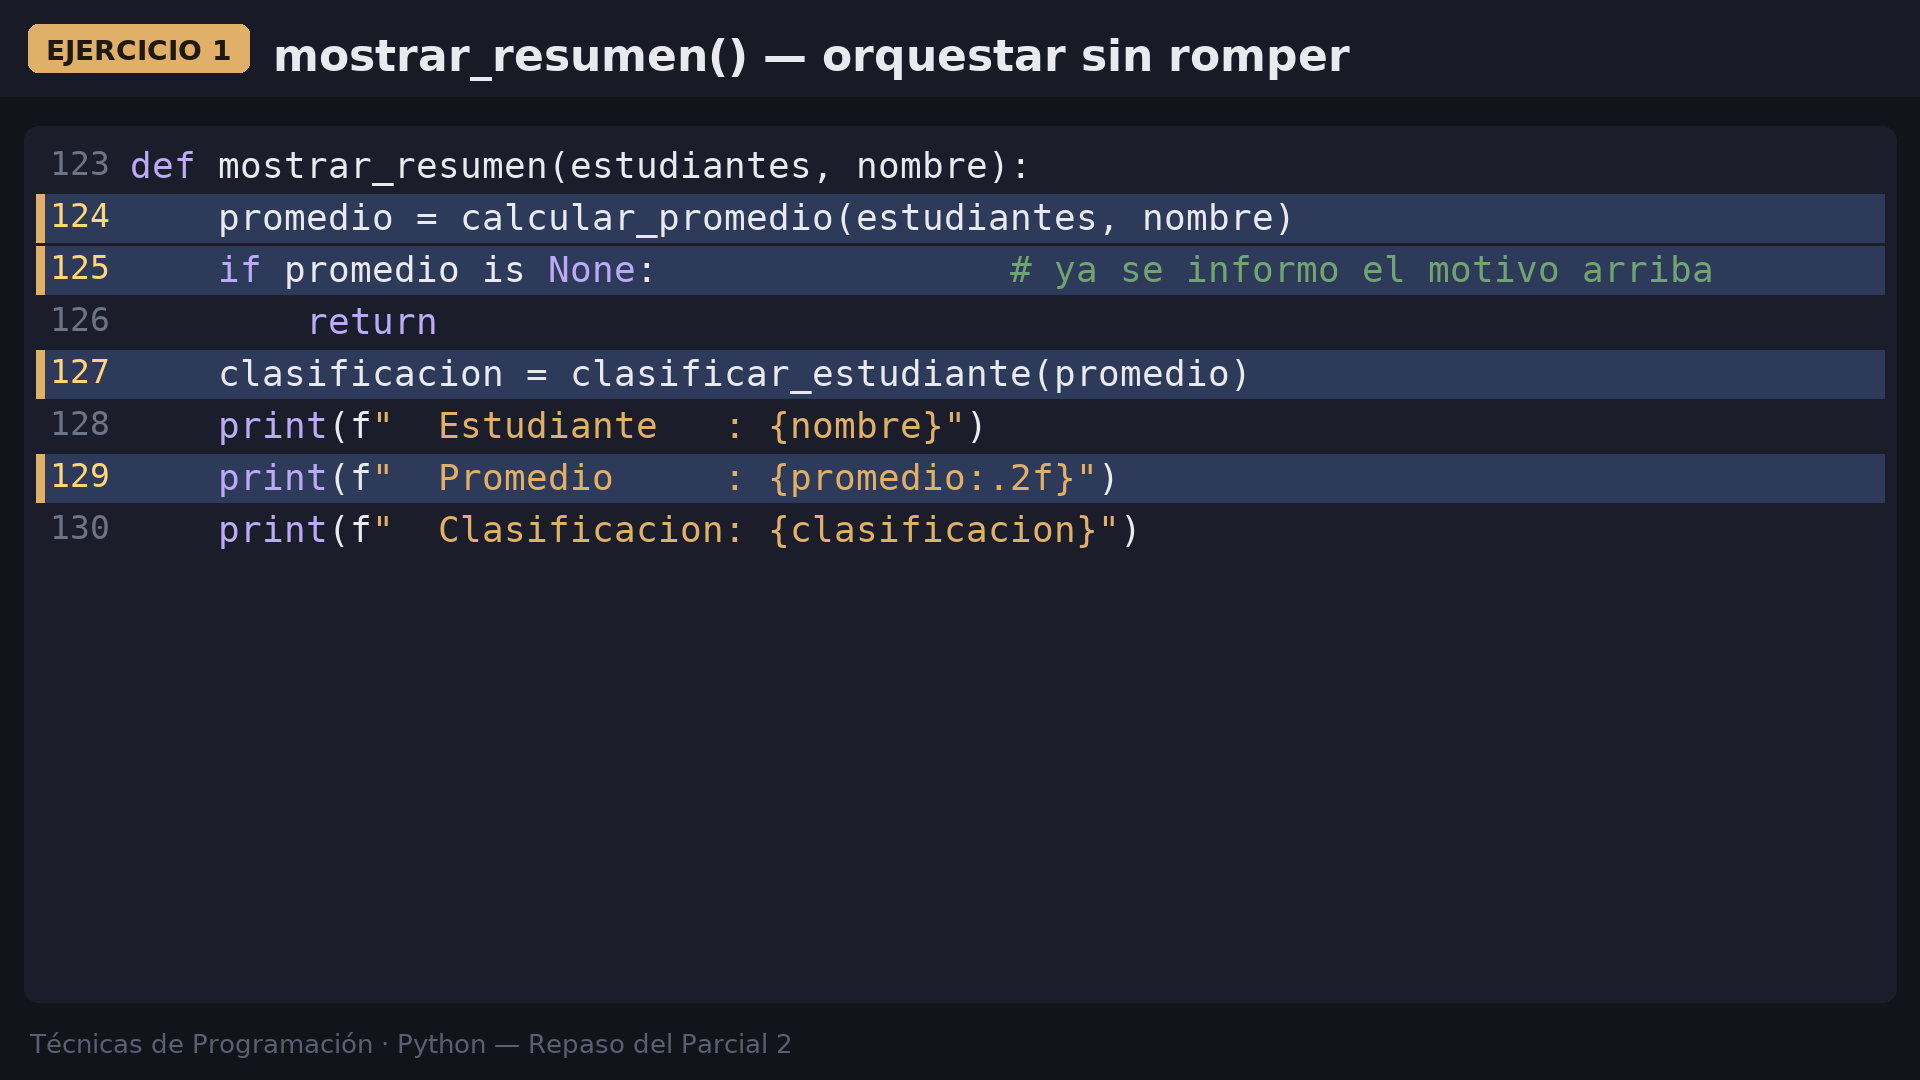 EJERCICIO 1 mostrar_resumen() — orquestar sin romper
123 def mostrar_resumen(estudiantes, nombre):
124     promedio = calcular_promedio(estudiantes, nombre)
125     if promedio is None:                # ya se informo el motivo arriba
126         return
127     clasificacion = clasificar_estudiante(promedio)
128     print(f"  Estudiante   : {nombre}")
129     print(f"  Promedio     : {promedio:.2f}")
130     print(f"  Clasificacion: {clasificacion}")
Técnicas de Programación · Python — Repaso del Parcial 2